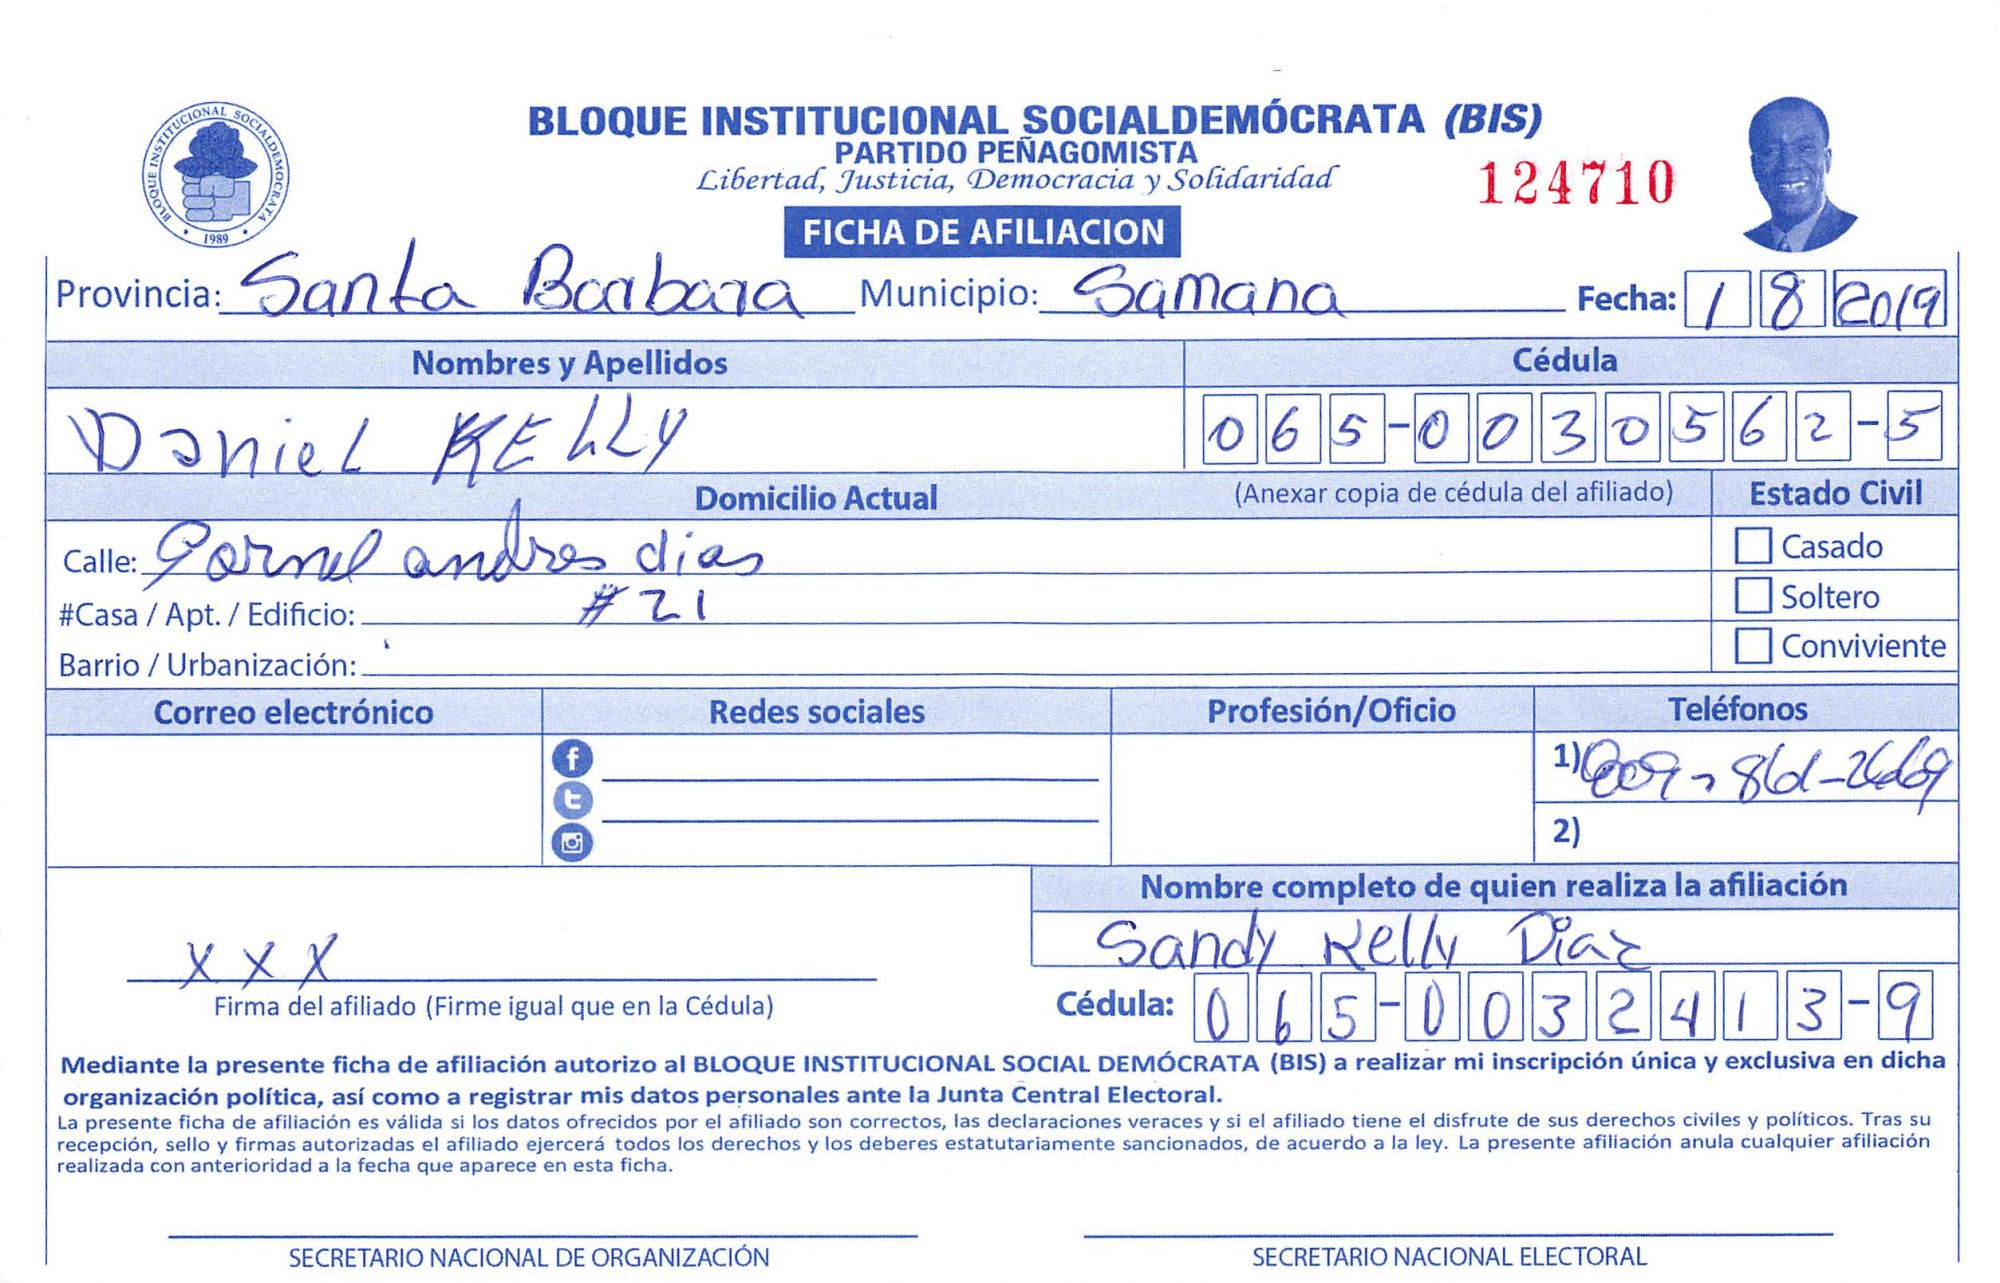 BLOQUE INSTITUCIONAL SOCIALDEMOCRATA
1989
BLOQUE INSTITUCIONAL SOCIALDEMÓCRATA (BIS)
PARTIDO PEÑAGOMISTA
Libertad, Justicia, Democracia y Solidaridad
124710
FICHA DE AFILIACION
Provincia: Santa Barbara Municipio: Samana Fecha: 1 8 2019
Nombres y Apellidos Cédula
Daniel KELLY 065-0030562-5
Domicilio Actual (Anexar copia de cédula del afiliado) Estado Civil
Calle: andres dias Casado
#Casa / Apt. / Edificio: #21 Soltero
Barrio / Urbanización: Conviviente
Correo electrónico Redes sociales Profesión/Oficio Teléfonos
1)
2)
Nombre completo de quien realiza la afiliación
Sandy Kelly Diaz
X X X
Firma del afiliado (Firme igual que en la Cédula) Cédula: 065-0032413-9
Mediante la presente ficha de afiliación autorizo al BLOQUE INSTITUCIONAL SOCIAL DEMÓCRATA (BIS) a realizar mi inscripción única y exclusiva en dicha
organización política, así como a registrar mis datos personales ante la Junta Central Electoral.
La presente ficha de afiliación es válida si los datos ofrecidos por el afiliado son correctos, las declaraciones veraces y si el afiliado tiene el disfrute de sus derechos civiles y políticos. Tras su
recepción, sello y firmas autorizadas el afiliado ejercerá todos los derechos y los deberes estatutariamente sancionados, de acuerdo a la ley. La presente afiliación anula cualquier afiliación
realizada con anterioridad a la fecha que aparece en esta ficha.
SECRETARIO NACIONAL DE ORGANIZACIÓN SECRETARIO NACIONAL ELECTORAL